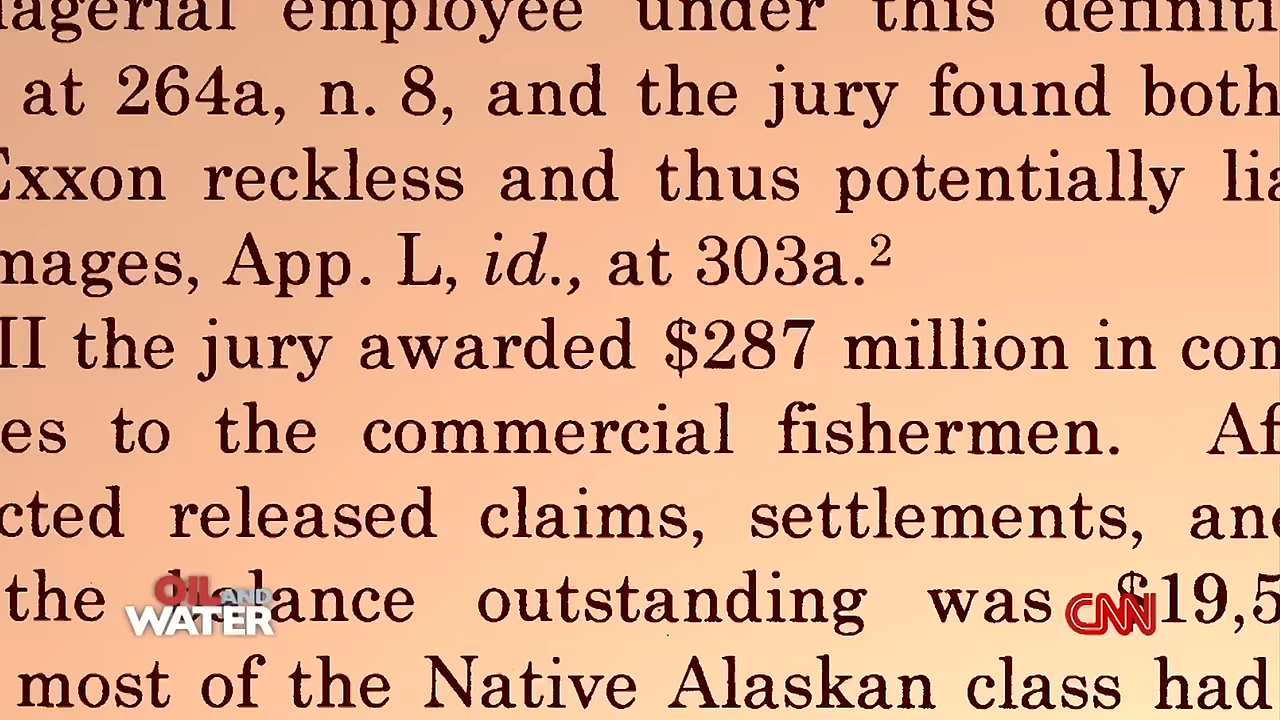 agerial employee under this definiti
at 264a, n. 8, and the jury found both
Exxon reckless and thus potentially lia
mages, App. L, id., at 303a.²
II the jury awarded $287 million in con
es to the commercial fishermen. Af
cted released claims, settlements, and
the balance outstanding was $19,5
most of the Native Alaskan class had
OIL AND
WATER
CNN